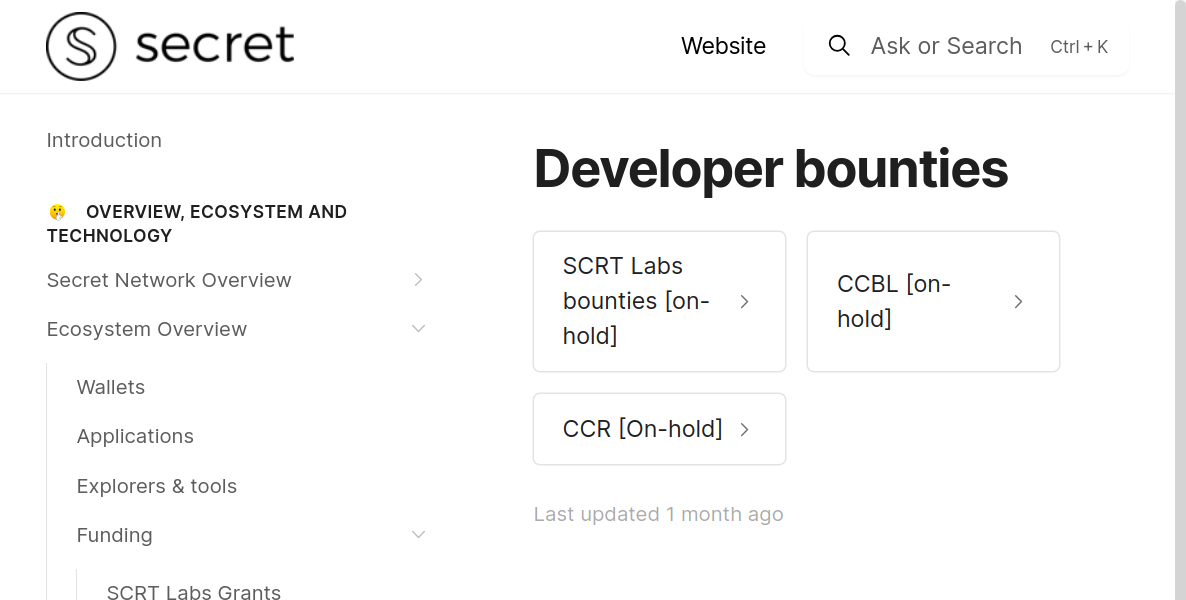 secret
Website
Ask or Search Ctrl + K
Introduction
OVERVIEW, ECOSYSTEM AND
TECHNOLOGY
Secret Network Overview
Ecosystem Overview
Wallets
Applications
Explorers & tools
Funding
SCRT Labs Grants
Developer bounties
SCRT Labs
bounties [on-
hold]
CCBL [on-
hold]
CCR [On-hold]
Last updated 1 month ago